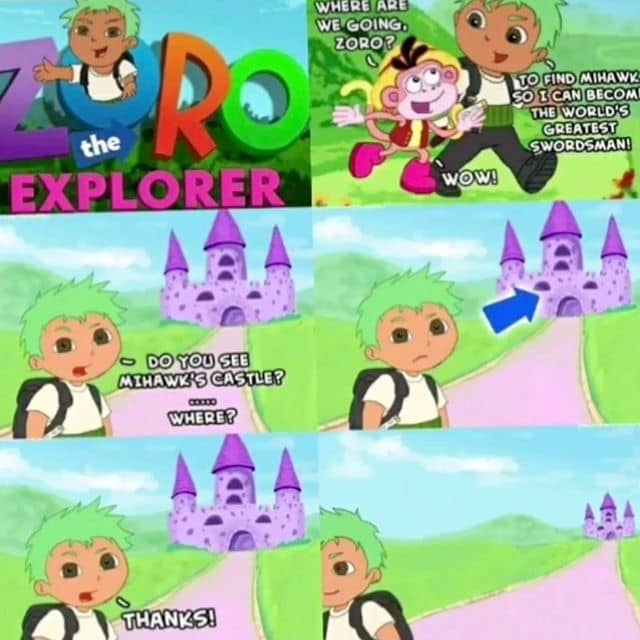 ZORO
the
EXPLORER
WHERE ARE
WE GOING,
ZORO?
TO FIND MIHAWK
SO I CAN BECOM
THE WORLD'S
GREATEST
SWORDSMAN!
WOW!
DO YOU SEE
MIHAWK'S CASTLE?
.....
WHERE?
THANKS!